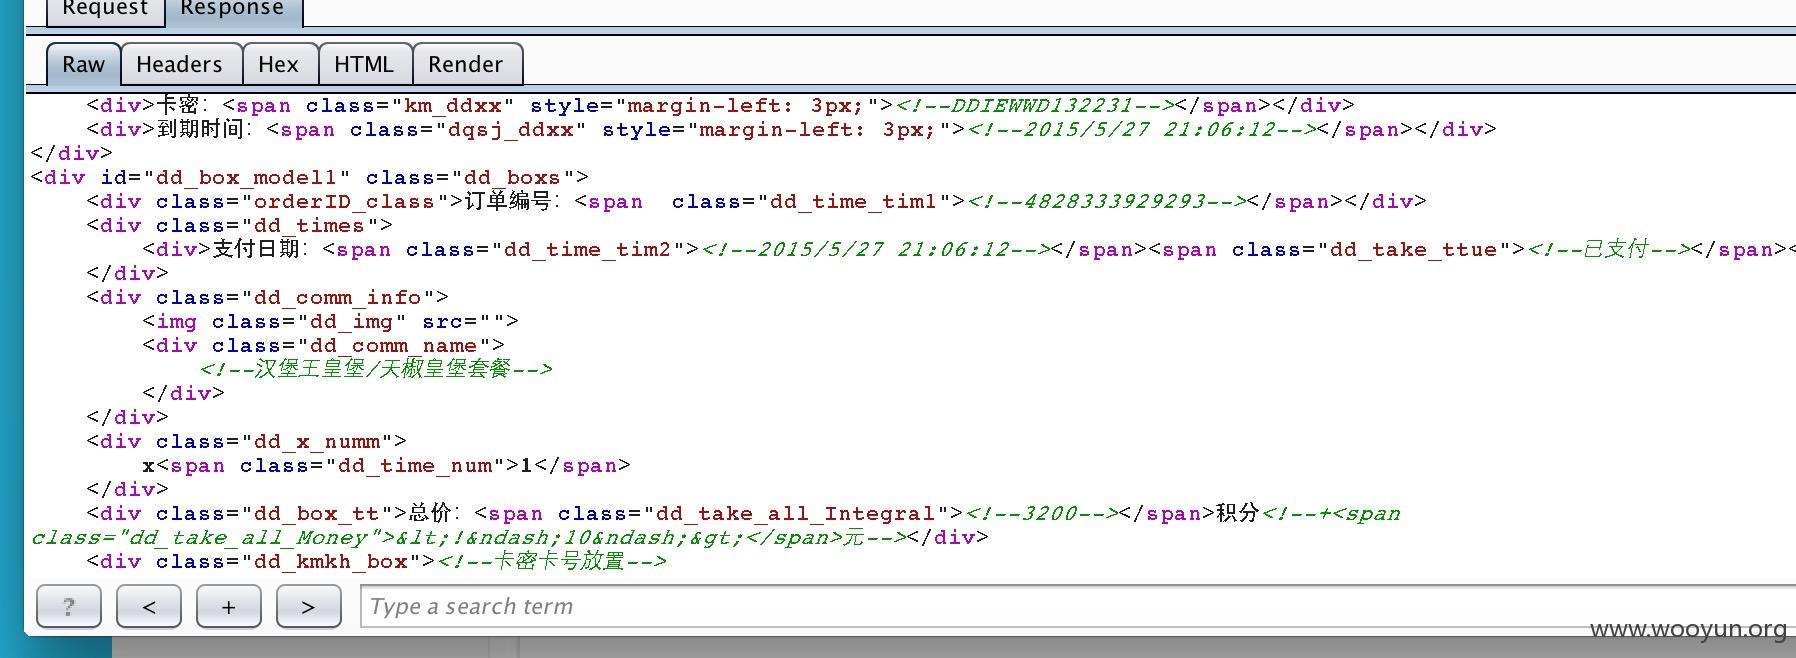 Request Response
Raw Headers Hex HTML Render
<div>卡密：<span class="km_ddxx" style="margin-left: 3px;"><!--DDIEWWD132231--></span></div>
<div>到期时间：<span class="dqsj_ddxx" style="margin-left: 3px;"><!--2015/5/27 21:06:12--></span></div>
</div>
<div id="dd_box_model1" class="dd_boxs">
<div class="orderID_class">订单编号：<span  class="dd_time_tim1"><!--4828333929293--></span></div>
<div class="dd_times">
<div>支付日期：<span class="dd_time_tim2"><!--2015/5/27 21:06:12--></span><span class="dd_take_ttue"><!--已支付--></span><
</div>
<div class="dd_comm_info">
<img class="dd_img" src="">
<div class="dd_comm_name">
<!--汉堡王皇堡/天椒皇堡套餐-->
</div>
</div>
<div class="dd_x_numm">
x<span class="dd_time_num">1</span>
</div>
<div class="dd_box_tt">总价：<span class="dd_take_all_Integral"><!--3200--></span>积分<!--+<span
class="dd_take_all_Money">&lt;!&ndash;10&ndash;&gt;</span>元--></div>
<div class="dd_kmkh_box"><!--卡密卡号放置-->
? < + > Type a search term
www.wooyun.org